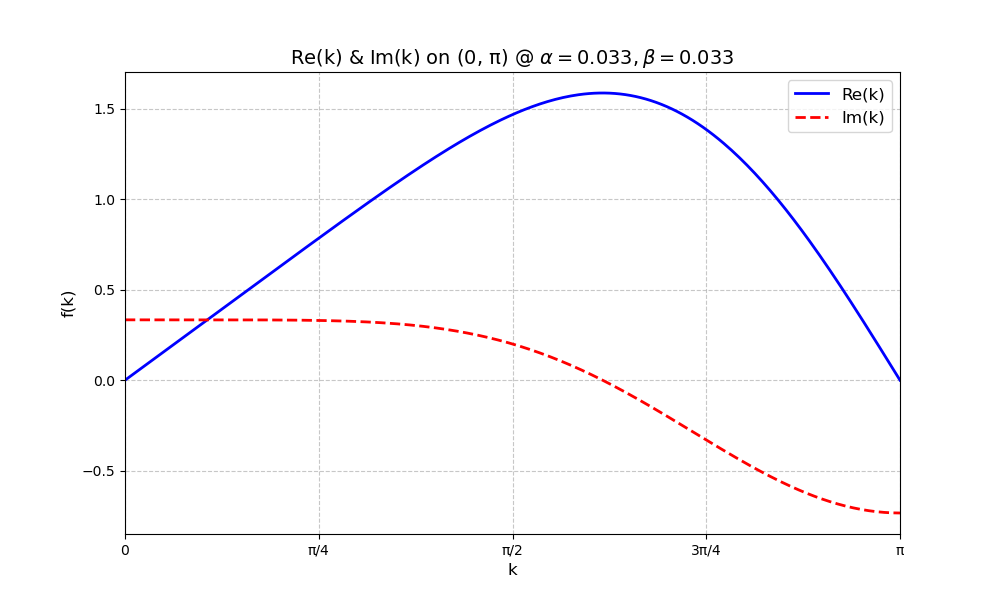 Re(k) & Im(k) on (0, π) @ α = 0.033, β = 0.033
Re(k)
Im(k)
f(k)
1.5
1.0
0.5
0.0
−0.5
0
π/4
π/2
3π/4
π
k